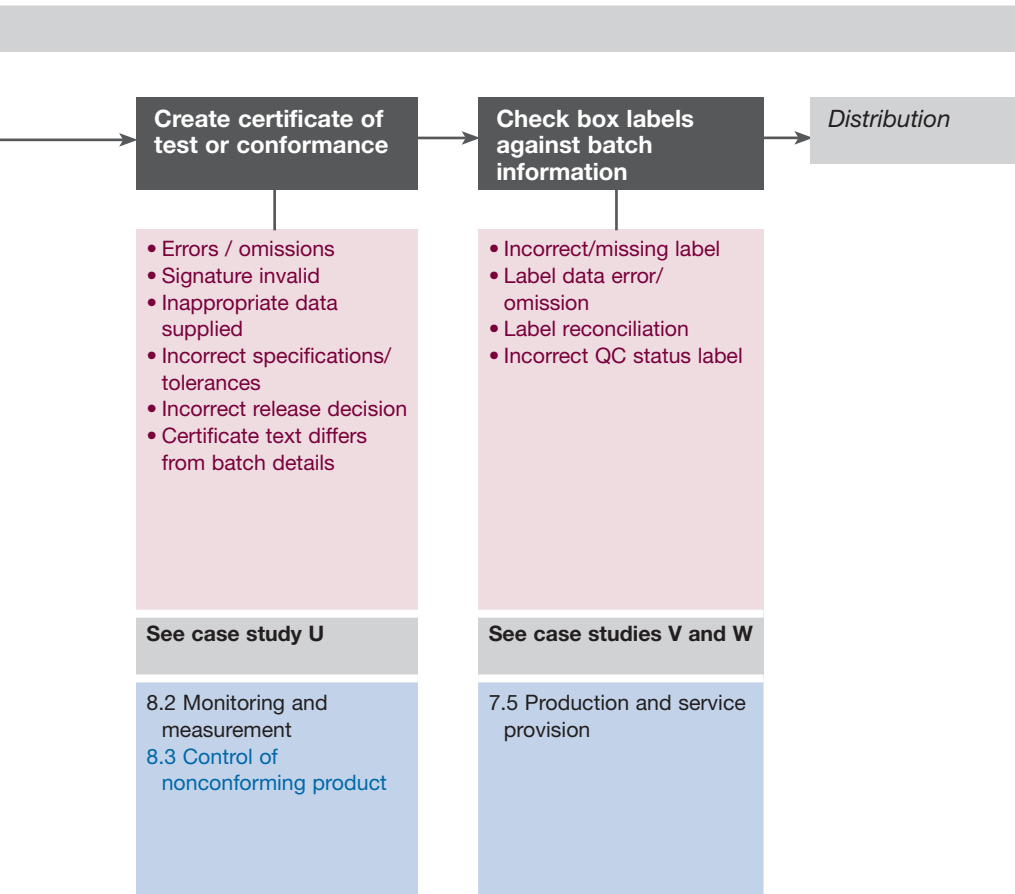 Create certificate of
test or conformance
Check box labels
against batch
information
Distribution
• Errors / omissions
• Signature invalid
• Inappropriate data
supplied
• Incorrect specifications/
tolerances
• Incorrect release decision
• Certificate text differs
from batch details
• Incorrect/missing label
• Label data error/
omission
• Label reconciliation
• Incorrect QC status label
See case study U
See case studies V and W
8.2 Monitoring and
measurement
8.3 Control of
nonconforming product
7.5 Production and service
provision